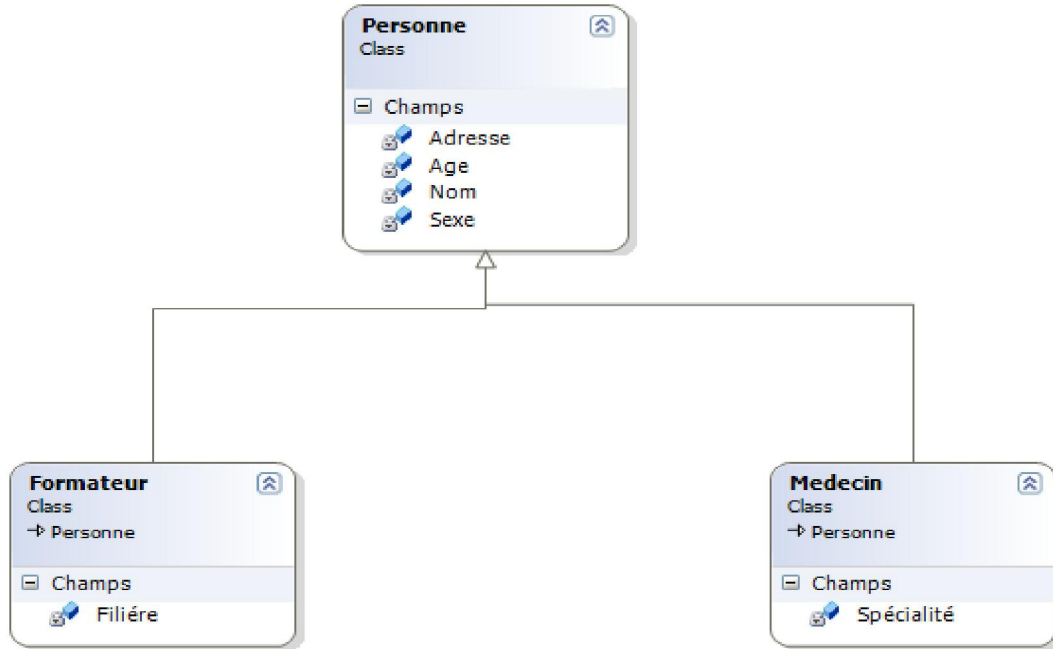 Personne
Class
Champs
Adresse
Age
Nom
Sexe
Formateur
Class
Personne
Champs
Filiére
Medecin
Class
Personne
Champs
Spécialité